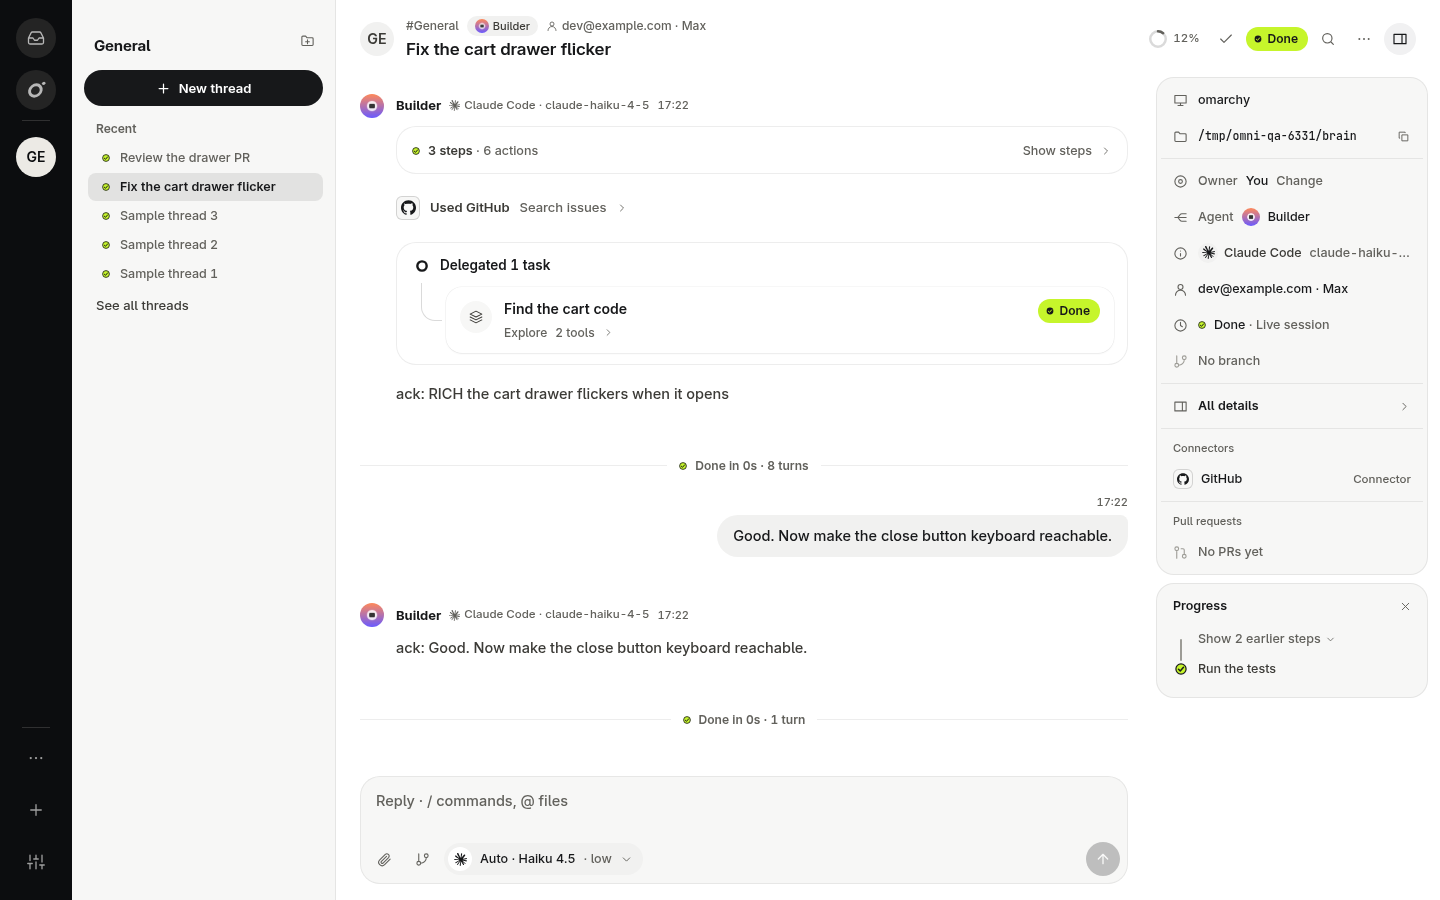 GE
General
New thread
Recent
Review the drawer PR
Fix the cart drawer flicker
Sample thread 3
Sample thread 2
Sample thread 1
See all threads
GE
#General Builder dev@example.com · Max
Fix the cart drawer flicker
12% Done
Builder Claude Code · claude-haiku-4-5 17:22
3 steps · 6 actions Show steps
Used GitHub Search issues
Delegated 1 task
Find the cart code Done
Explore 2 tools
ack: RICH the cart drawer flickers when it opens
Done in 0s · 8 turns
17:22
Good. Now make the close button keyboard reachable.
Builder Claude Code · claude-haiku-4-5 17:22
ack: Good. Now make the close button keyboard reachable.
Done in 0s · 1 turn
Reply · / commands, @ files
Auto · Haiku 4.5 · low
omarchy
/tmp/omni-qa-6331/brain
Owner You Change
Agent Builder
Claude Code claude-haiku-...
dev@example.com · Max
Done · Live session
No branch
All details
Connectors
GitHub Connector
Pull requests
No PRs yet
Progress
Show 2 earlier steps
Run the tests